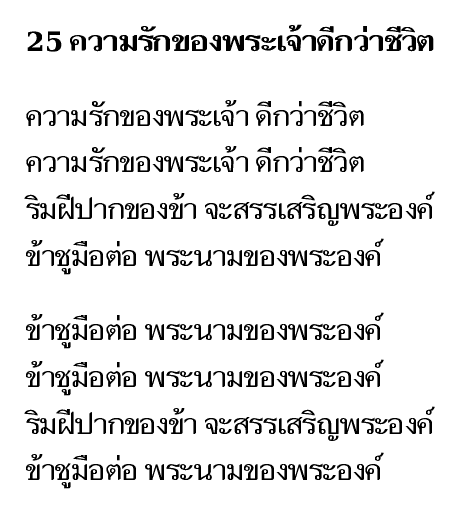 25 ความรักของพระเจ้าดีกว่าชีวิต
ความรักของพระเจ้า ดีกว่าชีวิต
ความรักของพระเจ้า ดีกว่าชีวิต
ริมฝีปากของข้า จะสรรเสริญพระองค์
ข้าชูมือต่อ พระนามของพระองค์
ข้าชูมือต่อ พระนามของพระองค์
ข้าชูมือต่อ พระนามของพระองค์
ริมฝีปากของข้า จะสรรเสริญพระองค์
ข้าชูมือต่อ พระนามของพระองค์